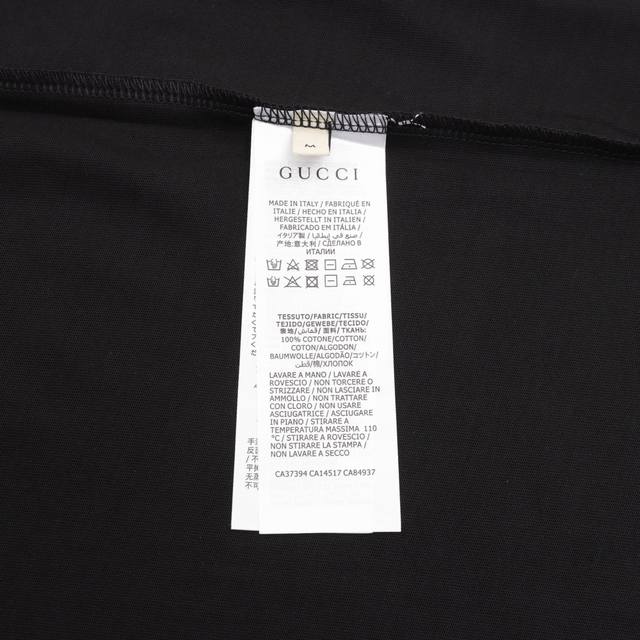 M
GUCCI
MADE IN ITALY / FABRIQUÉ EN
ITALIE / HECHO EN ITALIA /
HERGESTELLT IN ITALIEN /
FABRICADO EM ITÁLIA /
イタリア製 / صنع في إيطاليا /
产地:意大利 / СДЕЛАНО В
ИТАЛИИ
TESSUTO/FABRIC/TISSU/
TEJIDO/GEWEBE/TECIDO/
表地/قماش/ 面料/ТКАНЬ:
100% COTONE/COTTON/
COTON/ALGODON/
BAUMWOLLE/ALGODÃO/コットン/
قطن/棉/ХЛОПОК
LAVARE A MANO / LAVARE A
ROVESCIO / NON TORCERE O
STRIZZARE / NON LASCIARE IN
AMMOLLO / NON TRATTARE
CON CLORO / NON USARE
ASCIUGATRICE / ASCIUGARE
IN PIANO / STIRARE A
TEMPERATURA MASSIMA 110
°C / STIRARE A ROVESCIO /
NON STIRARE LA STAMPA /
NON LAVARE A SECCO
CA37394 CA14517 CA84937